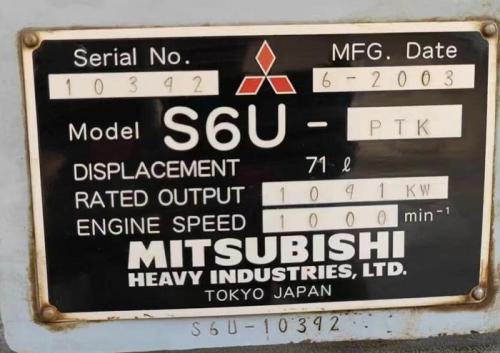 Serial No. MFG. Date
10392 6-2003
Model S6U - PTK
DISPLACEMENT 71 ℓ
RATED OUTPUT 1091 KW
ENGINE SPEED 1000 min⁻¹
MITSUBISHI
HEAVY INDUSTRIES, LTD.
TOKYO JAPAN
S6U-10392